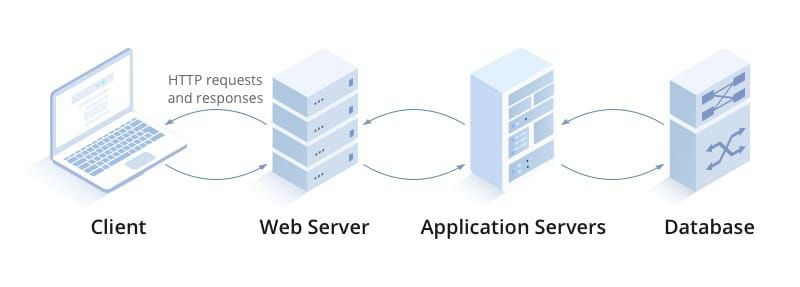 HTTP requests
and responses
Client
Web Server
Application Servers
Database